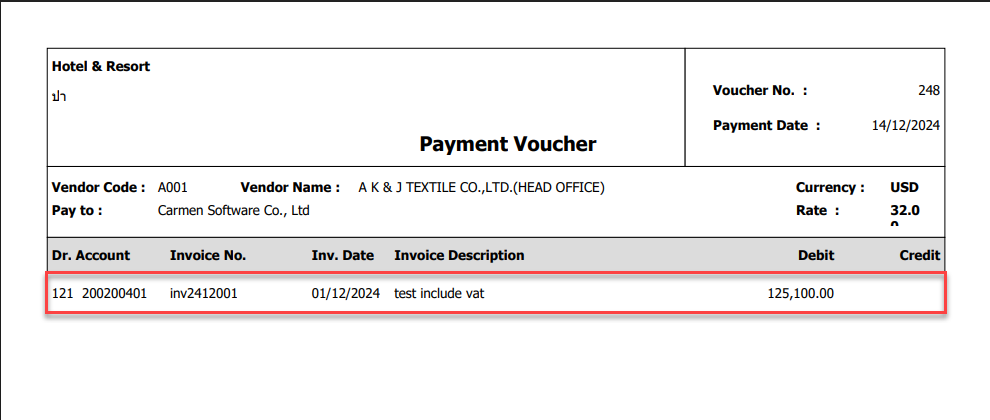 Hotel & Resort
ปา
Voucher No. : 248
Payment Date : 14/12/2024
Payment Voucher
Vendor Code : A001 Vendor Name : A K & J TEXTILE CO.,LTD.(HEAD OFFICE) Currency : USD
Pay to : Carmen Software Co., Ltd Rate : 32.0
Dr. Account Invoice No. Inv. Date Invoice Description Debit Credit
121 200200401 inv2412001 01/12/2024 test include vat 125,100.00